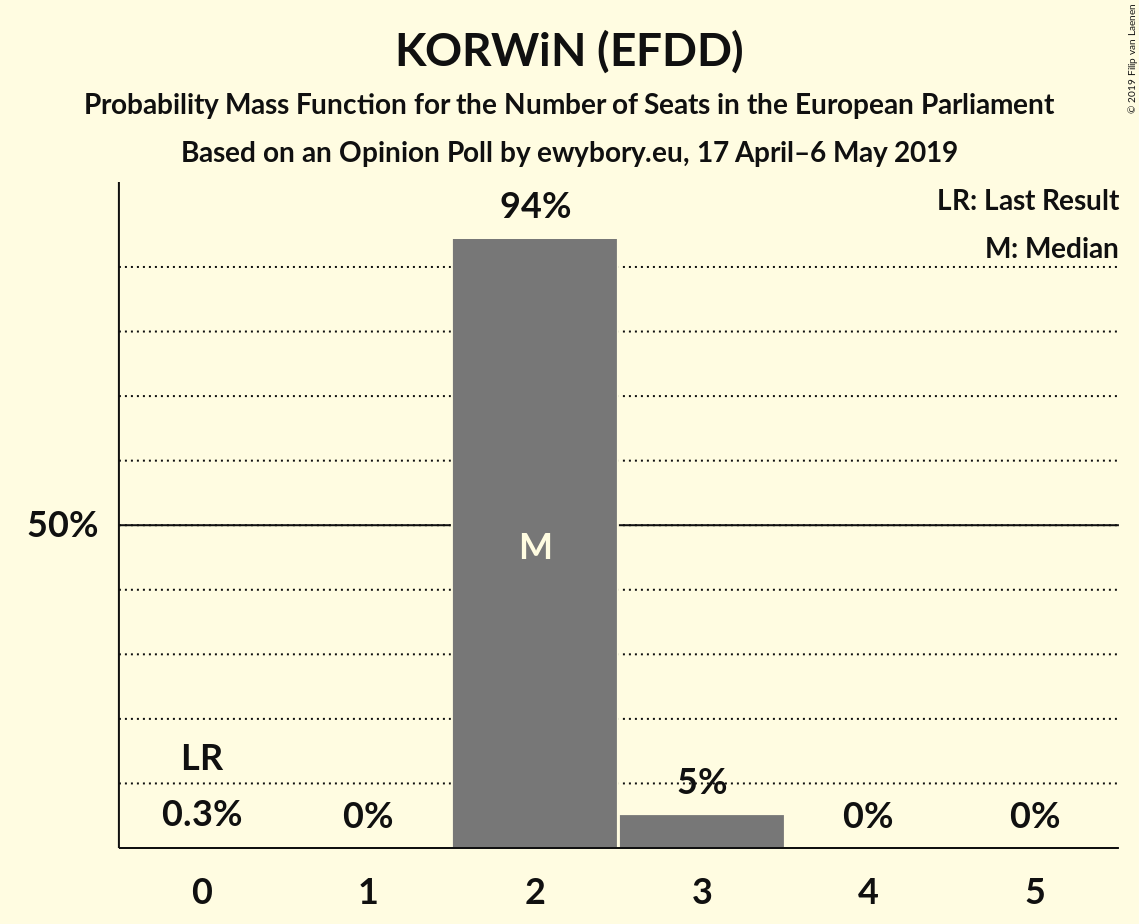 KORWiN (EFDD)
Probability Mass Function for the Number of Seats in the European Parliament
Based on an Opinion Poll by ewybory.eu, 17 April–6 May 2019
© 2019 Filip van Laenen
LR: Last Result
M: Median
94%
50%
M
LR
0.3%
0%
5%
0%
0%
0
1
2
3
4
5